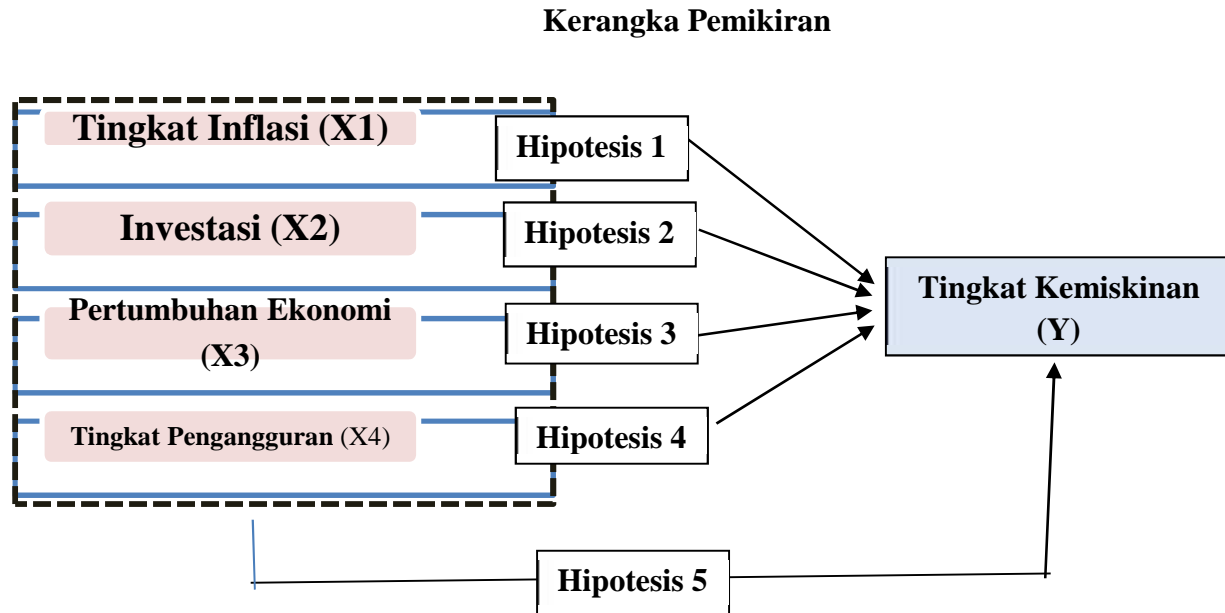 Kerangka Pemikiran
Tingkat Inflasi (X1)
Hipotesis 1
Investasi (X2)
Hipotesis 2
Pertumbuhan Ekonomi
(X3)
Hipotesis 3
Tingkat Pengangguran (X4)
Hipotesis 4
Tingkat Kemiskinan
(Y)
Hipotesis 5